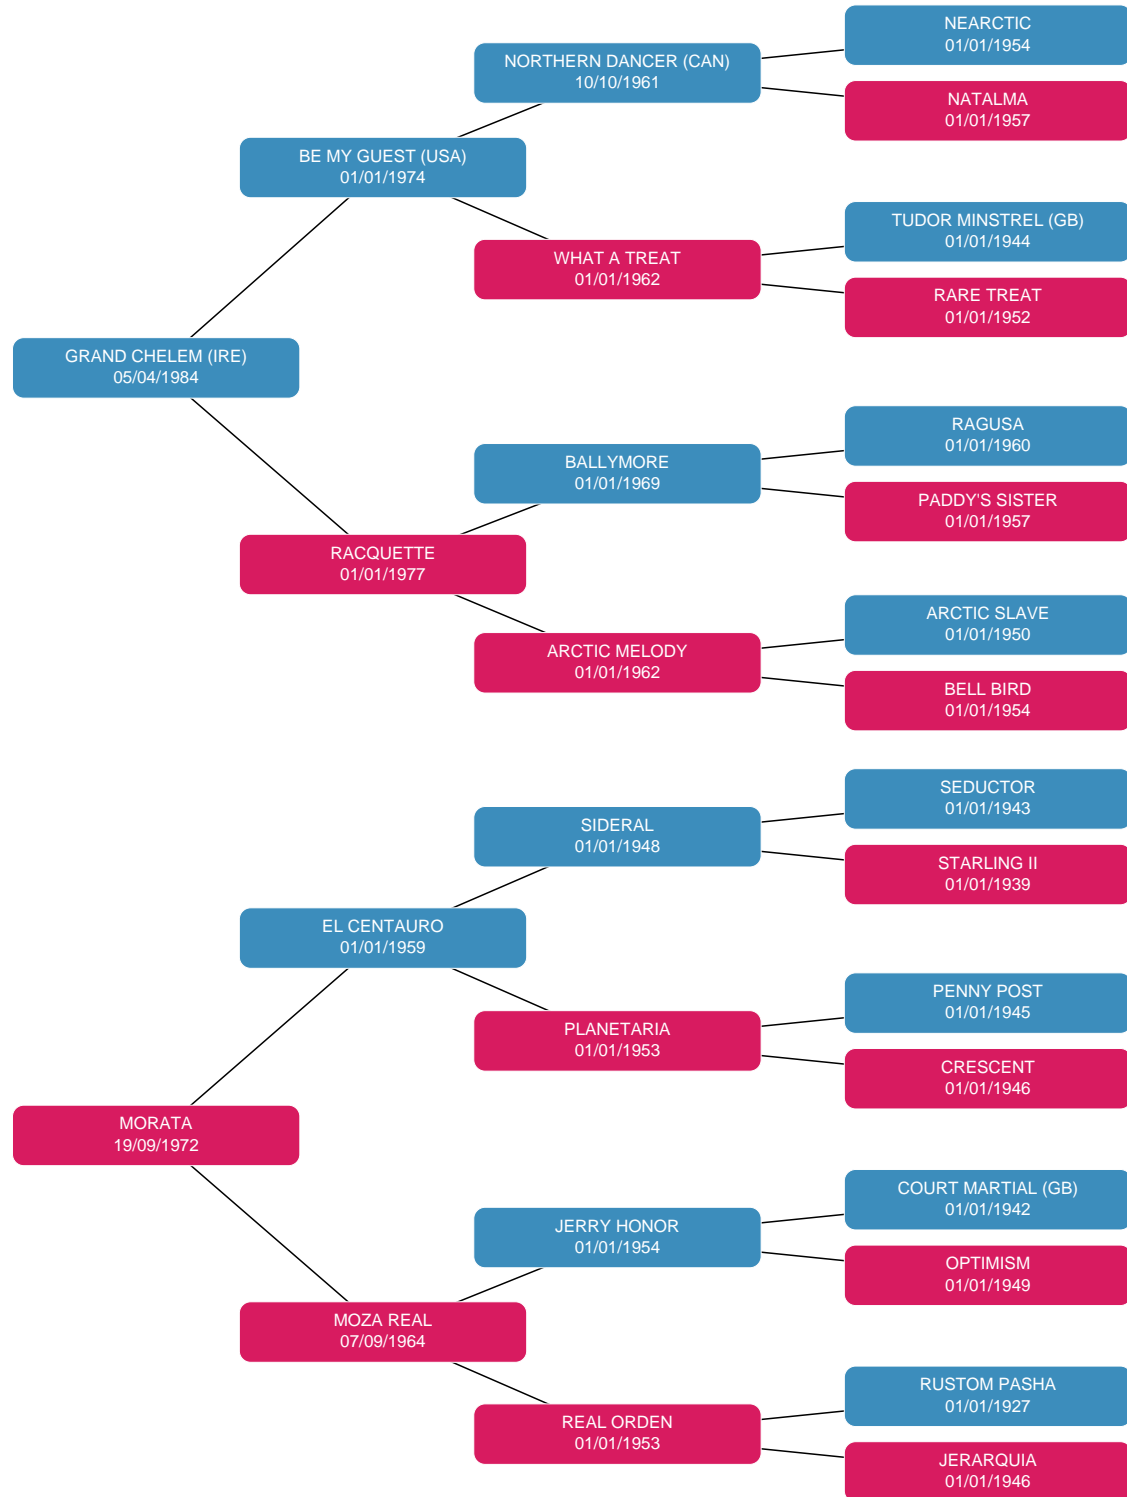 NEARCTIC
01/01/1954
NORTHERN DANCER (CAN)
10/10/1961
NATALMA
01/01/1957
BE MY GUEST (USA)
01/01/1974
TUDOR MINSTREL (GB)
01/01/1944
WHAT A TREAT
01/01/1962
RARE TREAT
01/01/1952
GRAND CHELEM (IRE)
05/04/1984
RAGUSA
01/01/1960
BALLYMORE
01/01/1969
PADDY'S SISTER
01/01/1957
RACQUETTE
01/01/1977
ARCTIC SLAVE
01/01/1950
ARCTIC MELODY
01/01/1962
BELL BIRD
01/01/1954
SEDUCTOR
01/01/1943
SIDERAL
01/01/1948
STARLING II
01/01/1939
EL CENTAURO
01/01/1959
PENNY POST
01/01/1945
PLANETARIA
01/01/1953
CRESCENT
01/01/1946
MORATA
19/09/1972
COURT MARTIAL (GB)
01/01/1942
JERRY HONOR
01/01/1954
OPTIMISM
01/01/1949
MOZA REAL
07/09/1964
RUSTOM PASHA
01/01/1927
REAL ORDEN
01/01/1953
JERARQUIA
01/01/1946